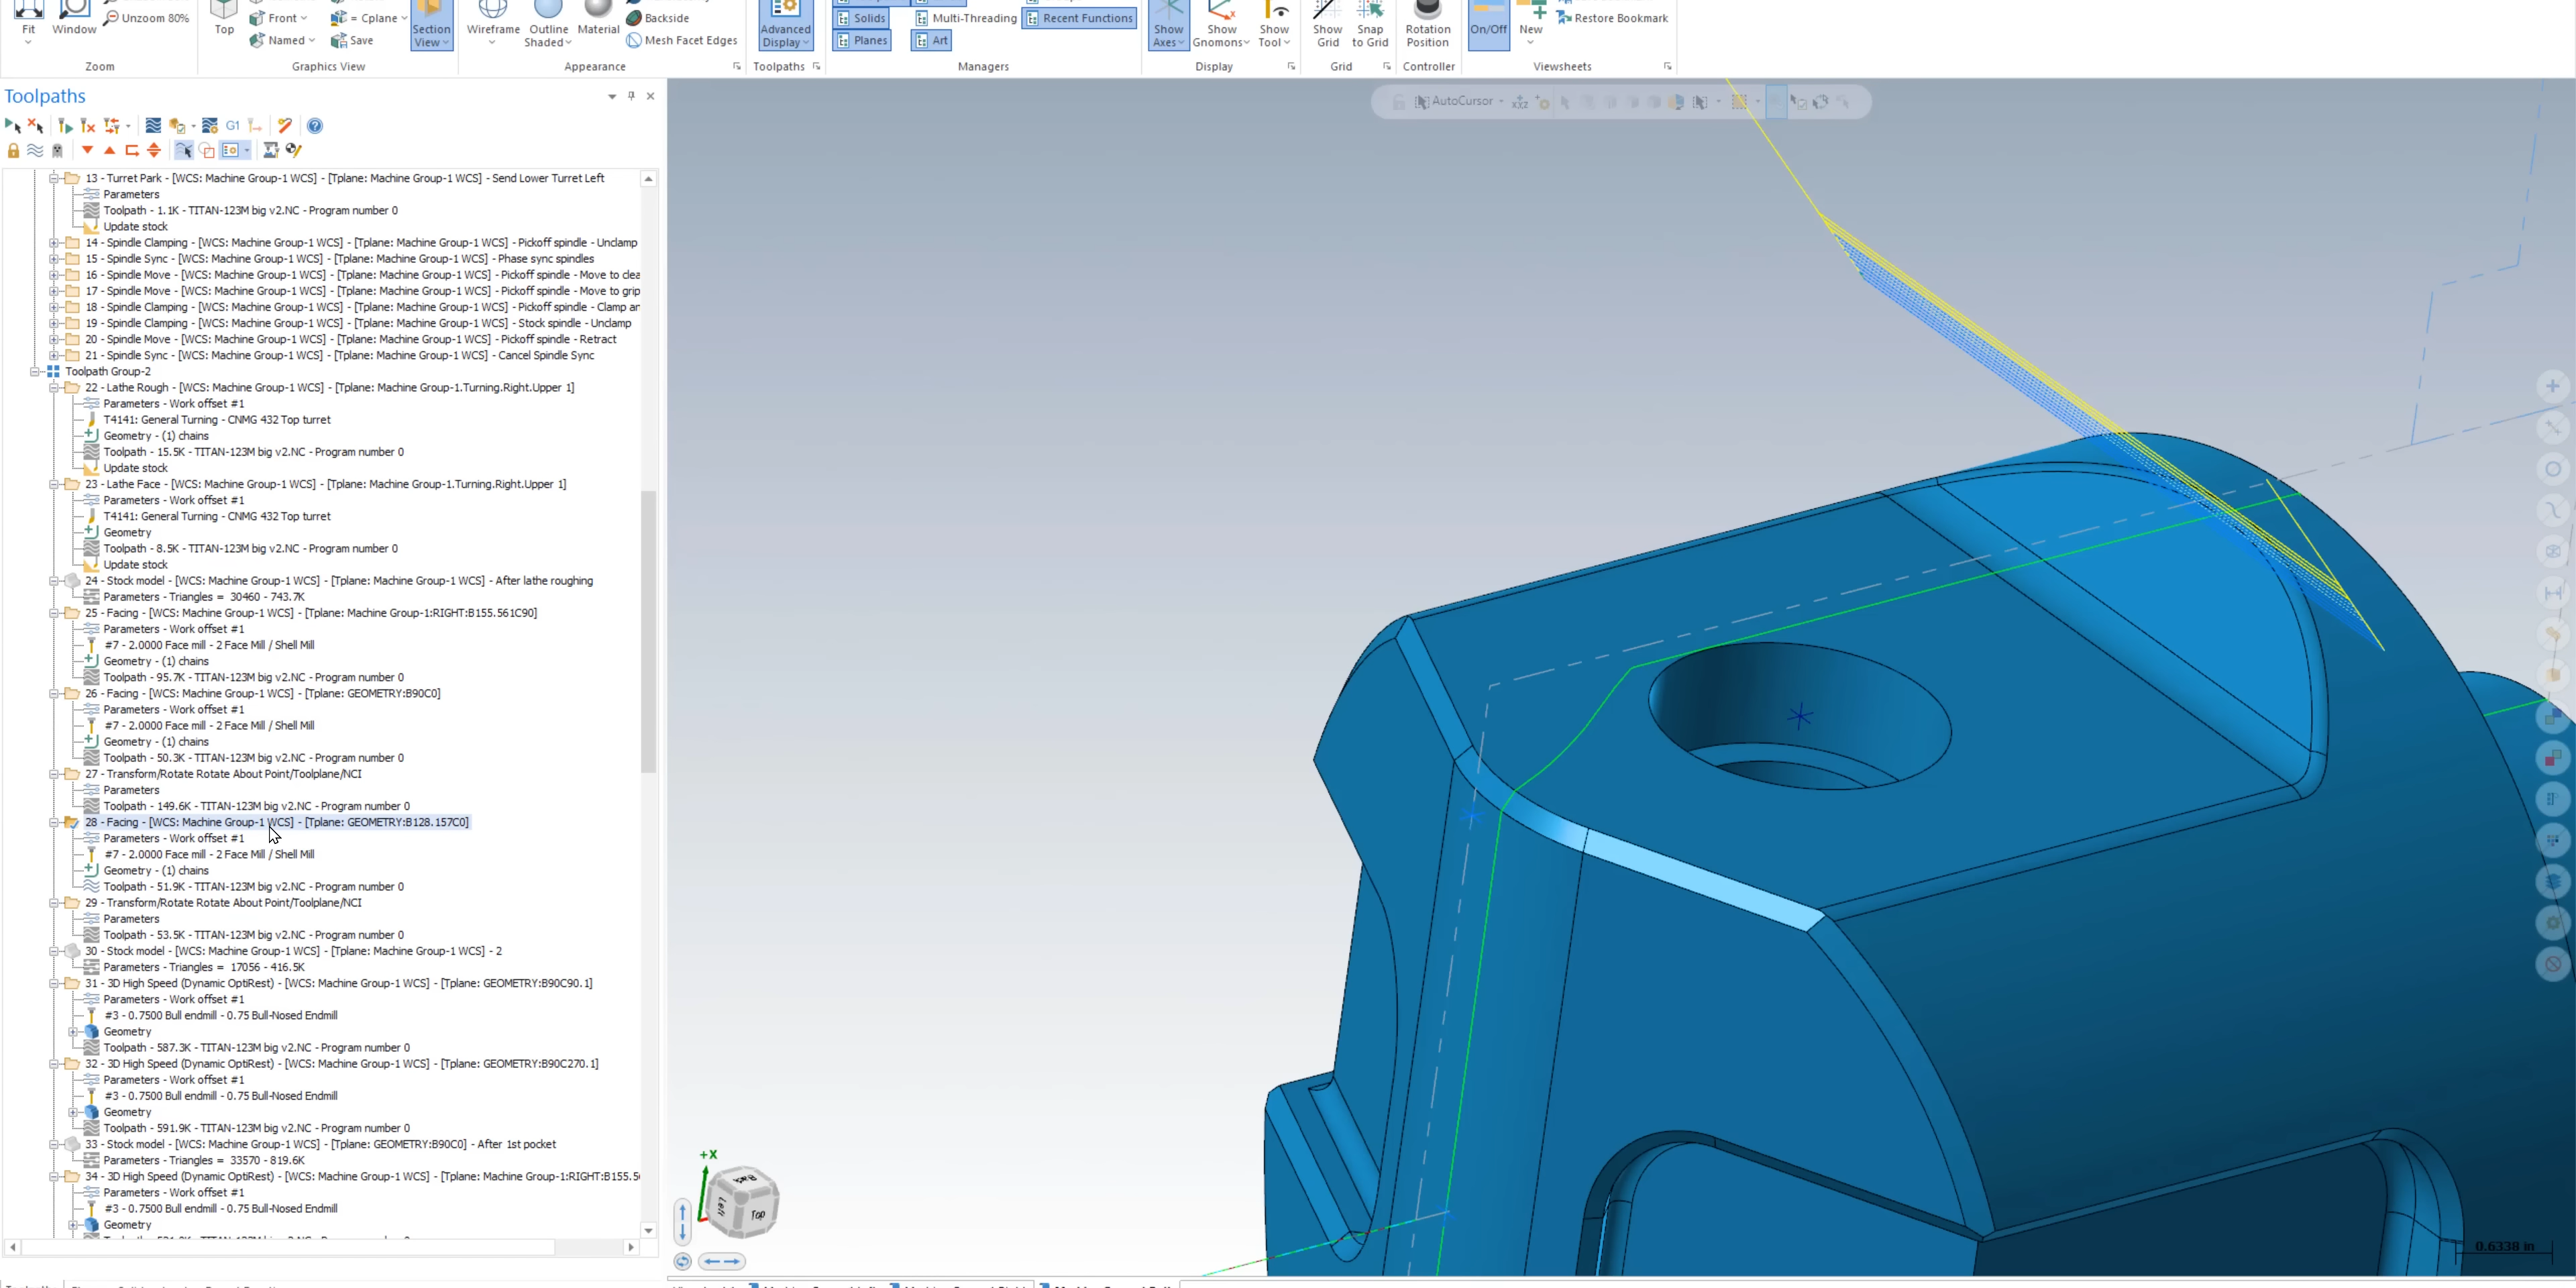 Unzoom 80%
Fit
Window
Zoom
Top
Front
= Cplane
Named
Save
Section View
Graphics View
Wireframe
Outline Shaded
Material
Backside
Mesh Facet Edges
Appearance
Advanced Display
Toolpaths
Solids
Multi-Threading
Recent Functions
Planes
Art
Managers
Show Axes
Show Gnomons
Show Tool
Display
Show Grid
Snap to Grid
Grid
Rotation Position
Controller
On/Off
New
Restore Bookmark
Viewsheets
Toolpaths
G1
AutoCursor
13 - Turret Park - [WCS: Machine Group-1 WCS] - [Tplane: Machine Group-1 WCS] - Send Lower Turret Left
Parameters
Toolpath - 1.1K - TITAN-123M big v2.NC - Program number 0
Update stock
14 - Spindle Clamping - [WCS: Machine Group-1 WCS] - [Tplane: Machine Group-1 WCS] - Pickoff spindle - Unclamp
15 - Spindle Sync - [WCS: Machine Group-1 WCS] - [Tplane: Machine Group-1 WCS] - Phase sync spindles
16 - Spindle Move - [WCS: Machine Group-1 WCS] - [Tplane: Machine Group-1 WCS] - Pickoff spindle - Move to clea
17 - Spindle Move - [WCS: Machine Group-1 WCS] - [Tplane: Machine Group-1 WCS] - Pickoff spindle - Move to grip
18 - Spindle Clamping - [WCS: Machine Group-1 WCS] - [Tplane: Machine Group-1 WCS] - Pickoff spindle - Clamp an
19 - Spindle Clamping - [WCS: Machine Group-1 WCS] - [Tplane: Machine Group-1 WCS] - Stock spindle - Unclamp
20 - Spindle Move - [WCS: Machine Group-1 WCS] - [Tplane: Machine Group-1 WCS] - Pickoff spindle - Retract
21 - Spindle Sync - [WCS: Machine Group-1 WCS] - [Tplane: Machine Group-1 WCS] - Cancel Spindle Sync
Toolpath Group-2
22 - Lathe Rough - [WCS: Machine Group-1 WCS] - [Tplane: Machine Group-1.Turning.Right.Upper 1]
Parameters - Work offset #1
T4141: General Turning - CNMG 432 Top turret
Geometry - (1) chains
Toolpath - 15.5K - TITAN-123M big v2.NC - Program number 0
Update stock
23 - Lathe Face - [WCS: Machine Group-1 WCS] - [Tplane: Machine Group-1.Turning.Right.Upper 1]
Parameters - Work offset #1
T4141: General Turning - CNMG 432 Top turret
Geometry
Toolpath - 8.5K - TITAN-123M big v2.NC - Program number 0
Update stock
24 - Stock model - [WCS: Machine Group-1 WCS] - [Tplane: Machine Group-1 WCS] - After lathe roughing
Parameters - Triangles = 30460 - 743.7K
25 - Facing - [WCS: Machine Group-1 WCS] - [Tplane: Machine Group-1:RIGHT:B155.561C90]
Parameters - Work offset #1
#7 - 2.0000 Face mill - 2 Face Mill / Shell Mill
Geometry - (1) chains
Toolpath - 95.7K - TITAN-123M big v2.NC - Program number 0
26 - Facing - [WCS: Machine Group-1 WCS] - [Tplane: GEOMETRY:B90C0]
Parameters - Work offset #1
#7 - 2.0000 Face mill - 2 Face Mill / Shell Mill
Geometry - (1) chains
Toolpath - 50.3K - TITAN-123M big v2.NC - Program number 0
27 - Transform/Rotate Rotate About Point/Toolplane/NCI
Parameters
Toolpath - 149.6K - TITAN-123M big v2.NC - Program number 0
28 - Facing - [WCS: Machine Group-1 WCS] - [Tplane: GEOMETRY:B128.157C0]
Parameters - Work offset #1
#7 - 2.0000 Face mill - 2 Face Mill / Shell Mill
Geometry - (1) chains
Toolpath - 51.9K - TITAN-123M big v2.NC - Program number 0
29 - Transform/Rotate Rotate About Point/Toolplane/NCI
Parameters
Toolpath - 53.5K - TITAN-123M big v2.NC - Program number 0
30 - Stock model - [WCS: Machine Group-1 WCS] - [Tplane: Machine Group-1 WCS] - 2
Parameters - Triangles = 17056 - 416.5K
31 - 3D High Speed (Dynamic OptiRest) - [WCS: Machine Group-1 WCS] - [Tplane: GEOMETRY:B90C90.1]
Parameters - Work offset #1
#3 - 0.7500 Bull endmill - 0.75 Bull-Nosed Endmill
Geometry
Toolpath - 587.3K - TITAN-123M big v2.NC - Program number 0
32 - 3D High Speed (Dynamic OptiRest) - [WCS: Machine Group-1 WCS] - [Tplane: GEOMETRY:B90C270.1]
Parameters - Work offset #1
#3 - 0.7500 Bull endmill - 0.75 Bull-Nosed Endmill
Geometry
Toolpath - 591.9K - TITAN-123M big v2.NC - Program number 0
33 - Stock model - [WCS: Machine Group-1 WCS] - [Tplane: GEOMETRY:B90C0] - After 1st pocket
Parameters - Triangles = 33570 - 819.6K
34 - 3D High Speed (Dynamic OptiRest) - [WCS: Machine Group-1 WCS] - [Tplane: Machine Group-1:RIGHT:B155.5
Parameters - Work offset #1
#3 - 0.7500 Bull endmill - 0.75 Bull-Nosed Endmill
Geometry
+X
Back
Left
Top
0.6338 in